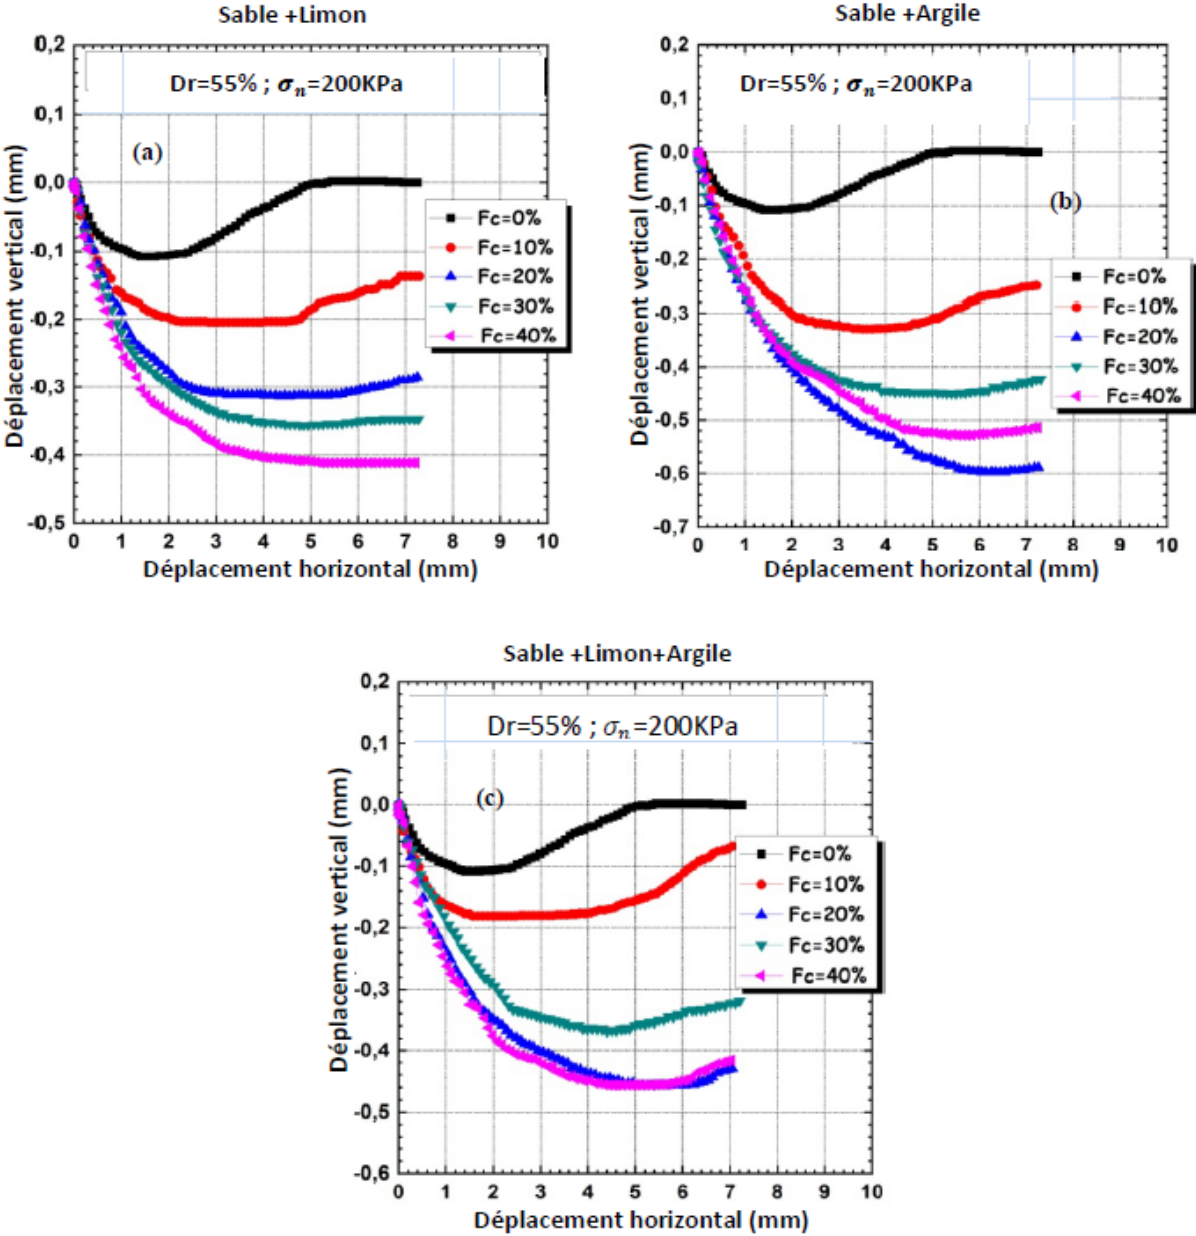 Sable +Limon
Dr=55% ; σn=200KPa
(a)
Déplacement vertical (mm)
0,2
0,1
0,0
-0,1
-0,2
-0,3
-0,4
-0,5
0 1 2 3 4 5 6 7 8 9 10
Déplacement horizontal (mm)
Fc=0%
Fc=10%
Fc=20%
Fc=30%
Fc=40%
Sable +Argile
Dr=55% ; σn=200KPa
(b)
Déplacement vertical (mm)
0,2
0,1
0,0
-0,1
-0,2
-0,3
-0,4
-0,5
-0,6
-0,7
0 1 2 3 4 5 6 7 8 9 10
Déplacement horizontal (mm)
Fc=0%
Fc=10%
Fc=20%
Fc=30%
Fc=40%
Sable +Limon+Argile
Dr=55% ; σn=200KPa
(c)
Déplacement vertical (mm)
0,2
0,1
0,0
-0,1
-0,2
-0,3
-0,4
-0,5
-0,6
0 1 2 3 4 5 6 7 8 9 10
Déplacement horizontal (mm)
Fc=0%
Fc=10%
Fc=20%
Fc=30%
Fc=40%